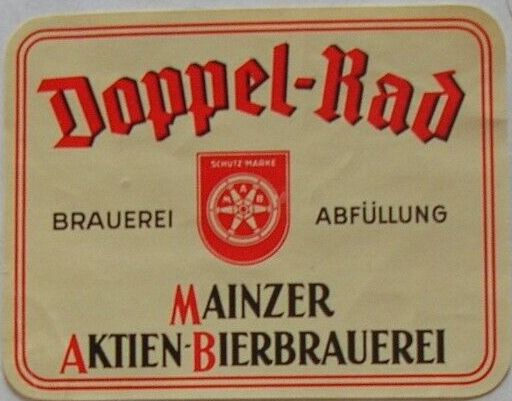 Doppel-Rad
SCHUTZ MARKE
M A B
BRAUEREI ABFÜLLUNG
MAINZER
AKTIEN-BIERBRAUEREI